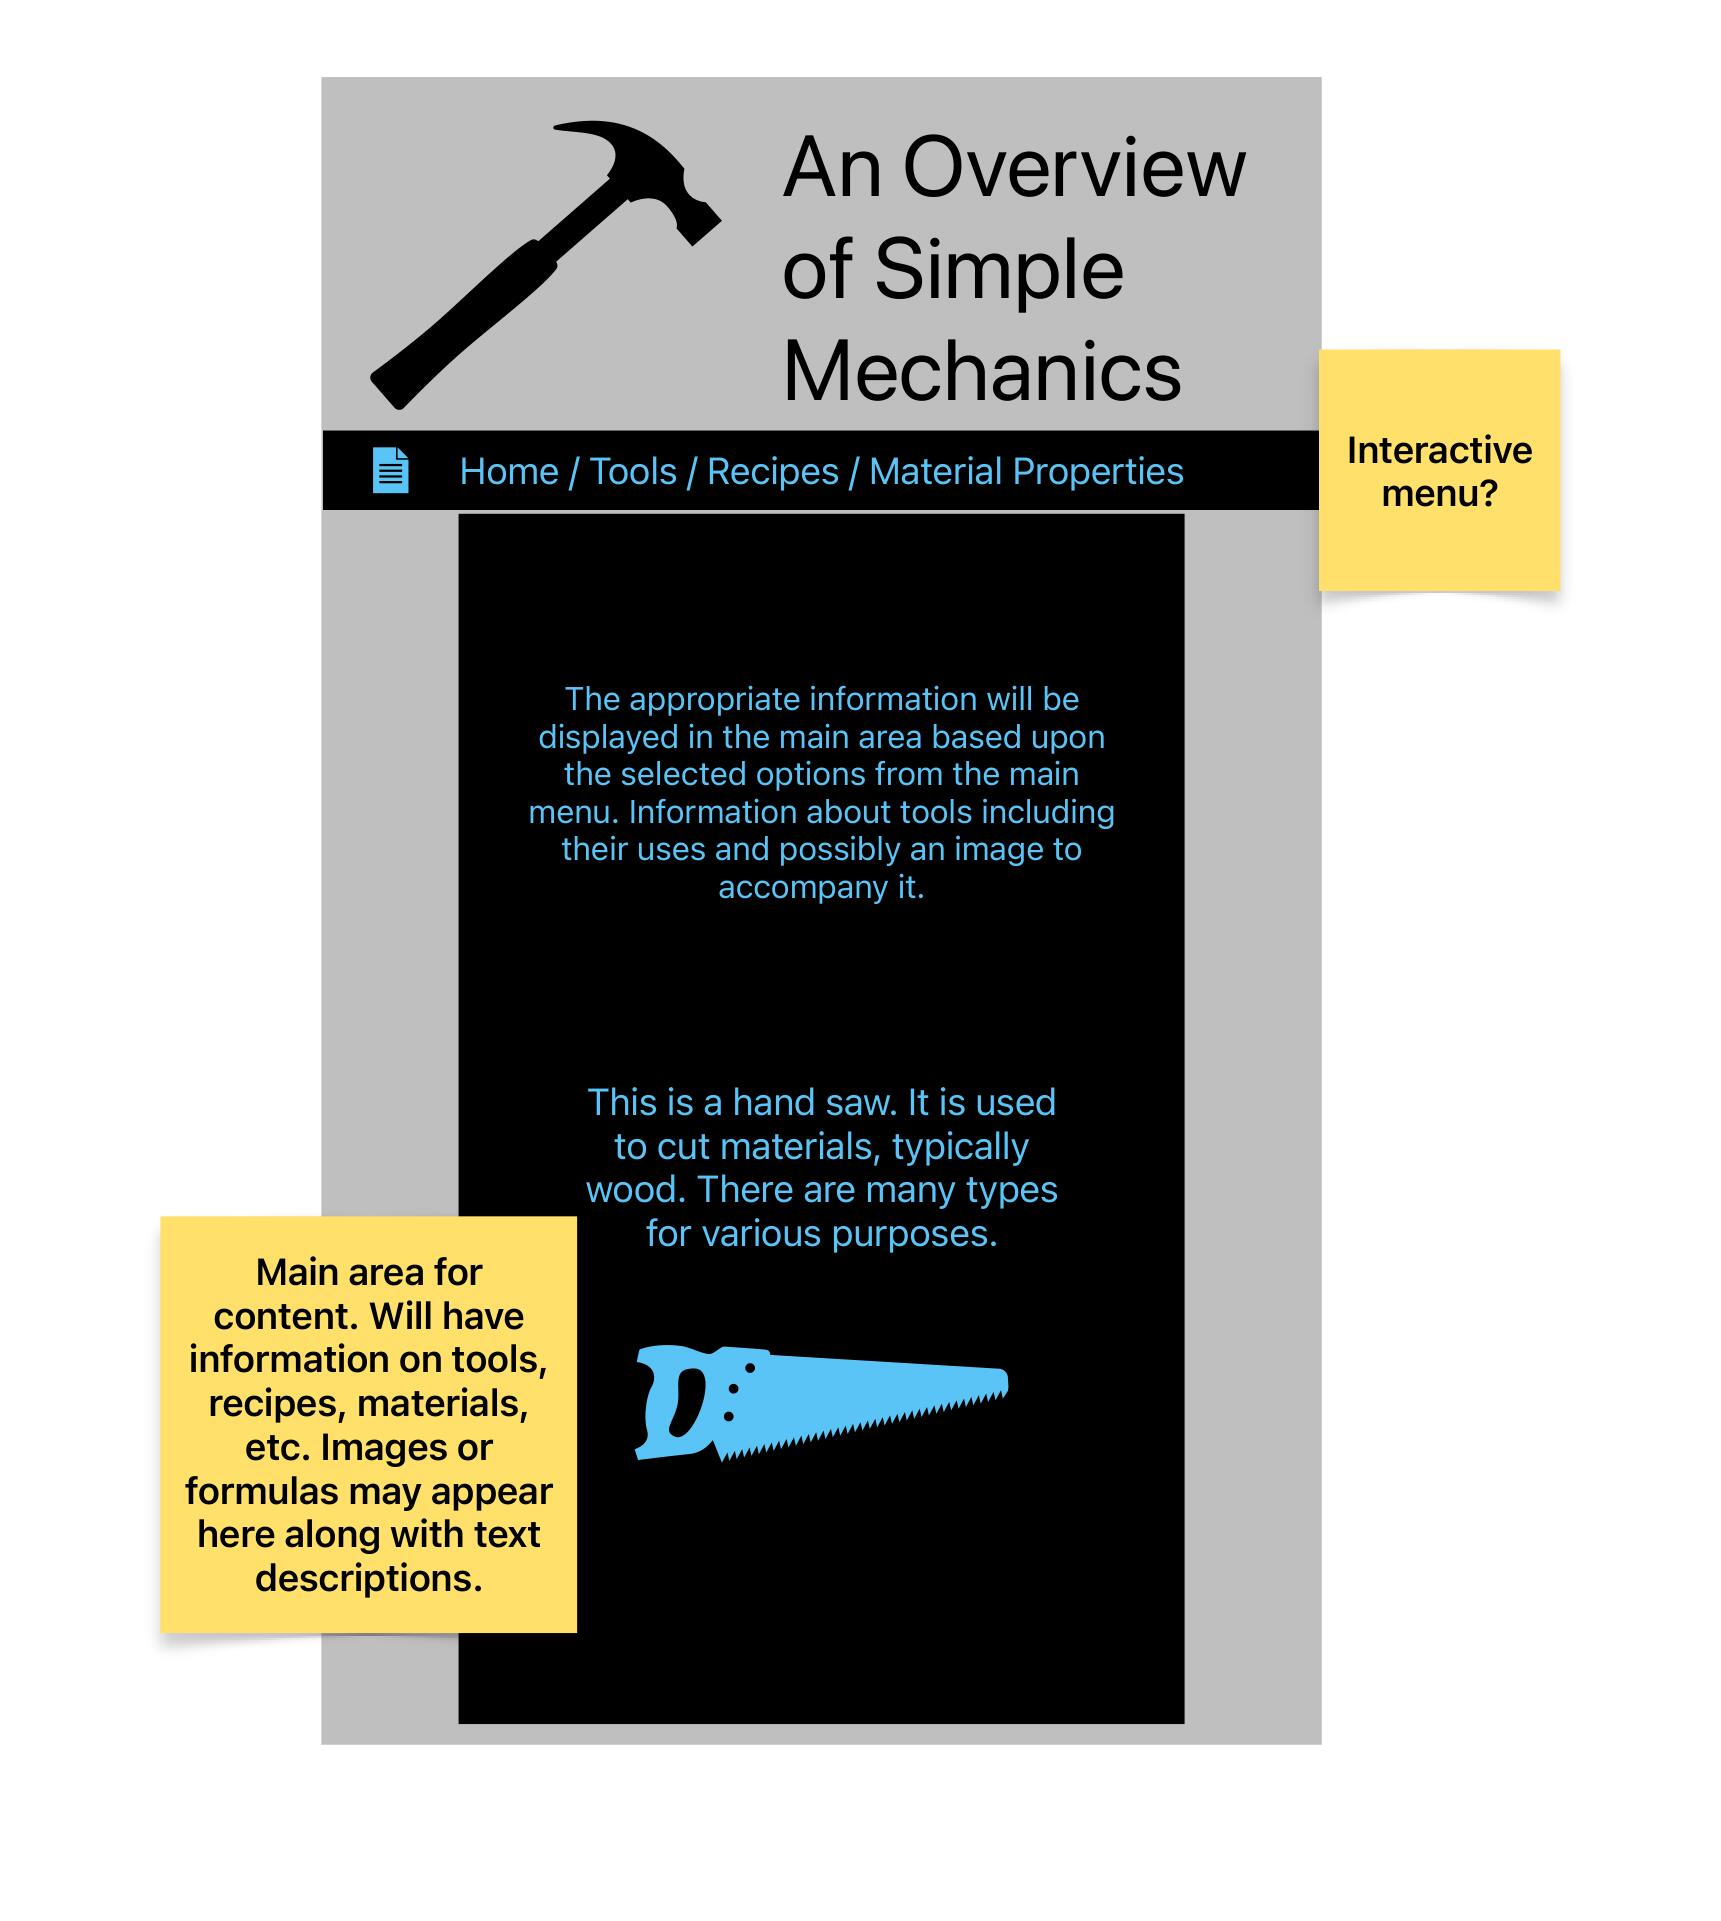 An Overview
of Simple
Mechanics
Home / Tools / Recipes / Material Properties
Interactive
menu?
The appropriate information will be
displayed in the main area based upon
the selected options from the main
menu. Information about tools including
their uses and possibly an image to
accompany it.
This is a hand saw. It is used
to cut materials, typically
wood. There are many types
for various purposes.
Main area for
content. Will have
information on tools,
recipes, materials,
etc. Images or
formulas may appear
here along with text
descriptions.